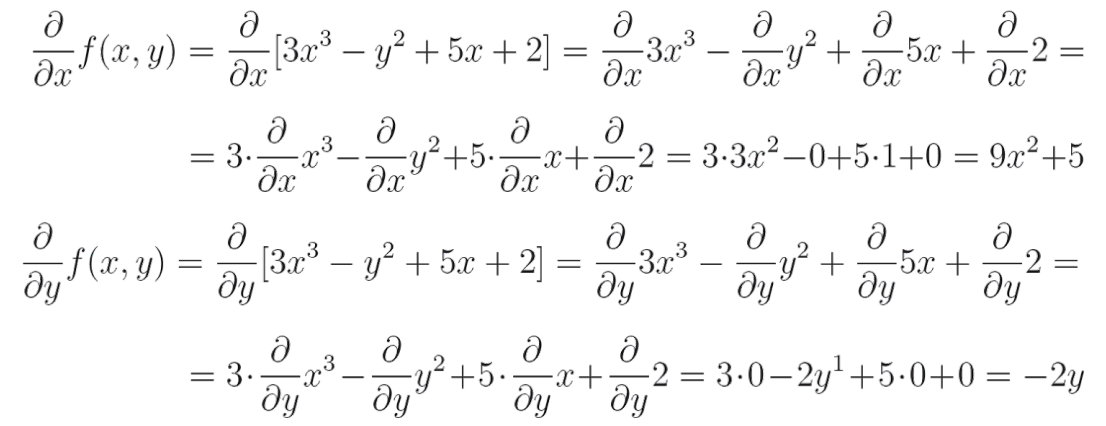 ∂/∂x f(x, y) = ∂/∂x [3x³ − y² + 5x + 2] = ∂/∂x 3x³ − ∂/∂x y² + ∂/∂x 5x + ∂/∂x 2 =
= 3 · ∂/∂x x³ − ∂/∂x y² + 5 · ∂/∂x x + ∂/∂x 2 = 3 · 3x² − 0 + 5 · 1 + 0 = 9x² + 5
∂/∂y f(x, y) = ∂/∂y [3x³ − y² + 5x + 2] = ∂/∂y 3x³ − ∂/∂y y² + ∂/∂y 5x + ∂/∂y 2 =
= 3 · ∂/∂y x³ − ∂/∂y y² + 5 · ∂/∂y x + ∂/∂y 2 = 3 · 0 − 2y¹ + 5 · 0 + 0 = −2y